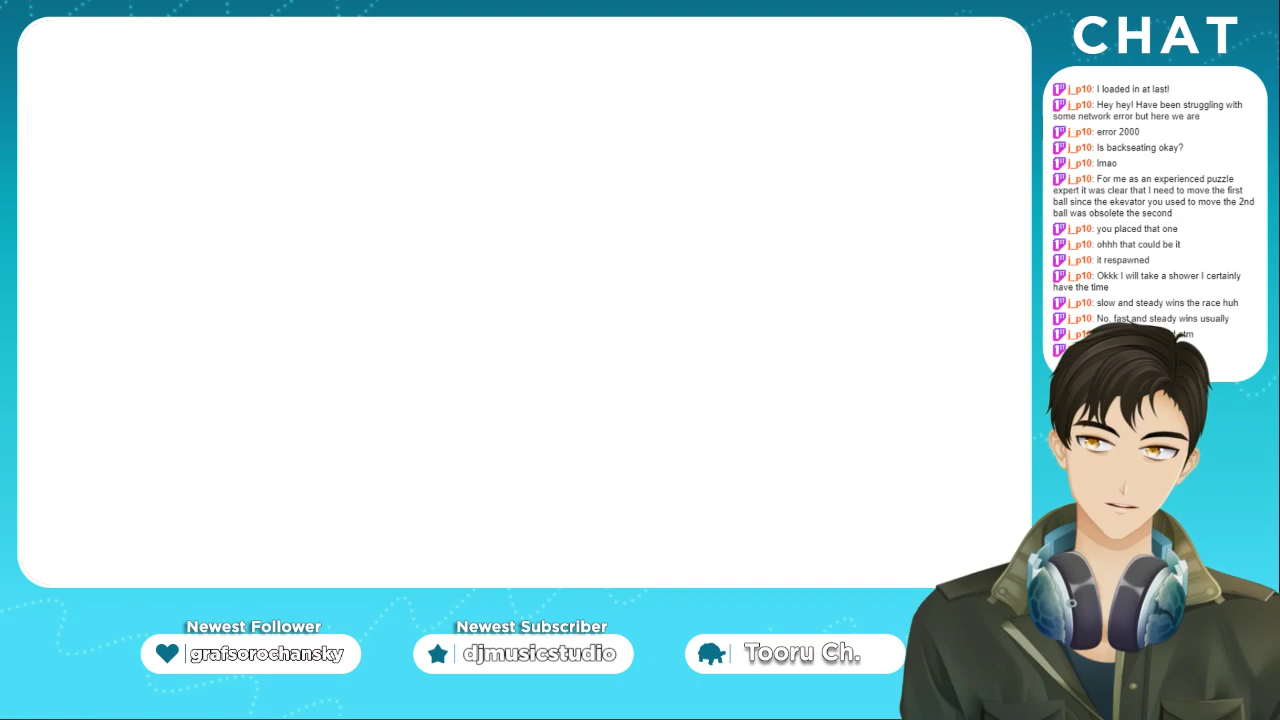 CHAT
j_p10: I loaded in at last!
j_p10: Hey hey! Have been struggling with
some network error but here we are
j_p10: error 2000
j_p10: Is backseating okay?
j_p10: lmao
j_p10: For me as an experienced puzzle
expert it was clear that I need to move the first
ball since the ekevator you used to move the 2nd
ball was obsolete the second
j_p10: you placed that one
j_p10: ohhh that could be it
j_p10: it respawned
j_p10: Okkk I will take a shower I certainly
have the time
j_p10: slow and steady wins the race huh
j_p10: No, fast and steady wins usually
Newest Follower
grafsorochansky
Newest Subscriber
djmusicstudio
Tooru Ch.